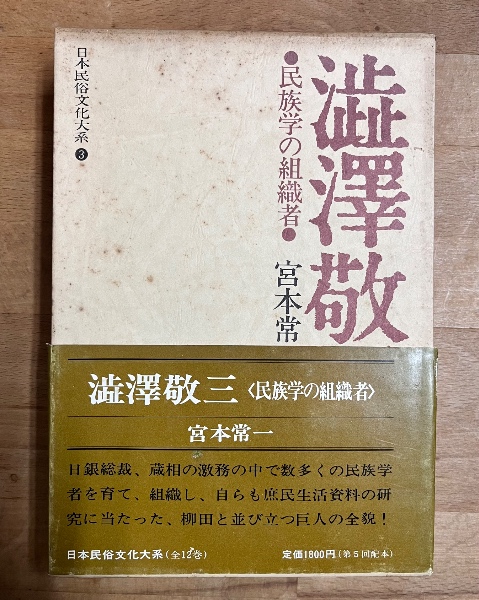 澁澤敬
●民族学の組織者●
宮本常
日本民俗文化大系❸
澁澤敬三〈民族学の組織者〉
宮本常一
日銀総裁、蔵相の激務の中で数多くの民族学
者を育て、組織し、自らも庶民生活資料の研
究に当たった、柳田と並び立つ巨人の全貌！
日本民俗文化大系(全12巻)
定価1800円(第5回配本)